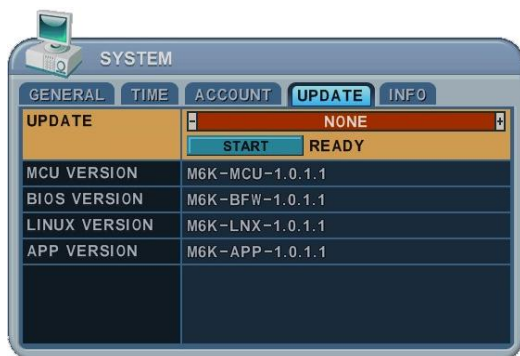 SYSTEM
GENERAL TIME ACCOUNT UPDATE INFO
UPDATE - NONE +
START READY
MCU VERSION M6K-MCU-1.0.1.1
BIOS VERSION M6K-BFW-1.0.1.1
LINUX VERSION M6K-LNX-1.0.1.1
APP VERSION M6K-APP-1.0.1.1